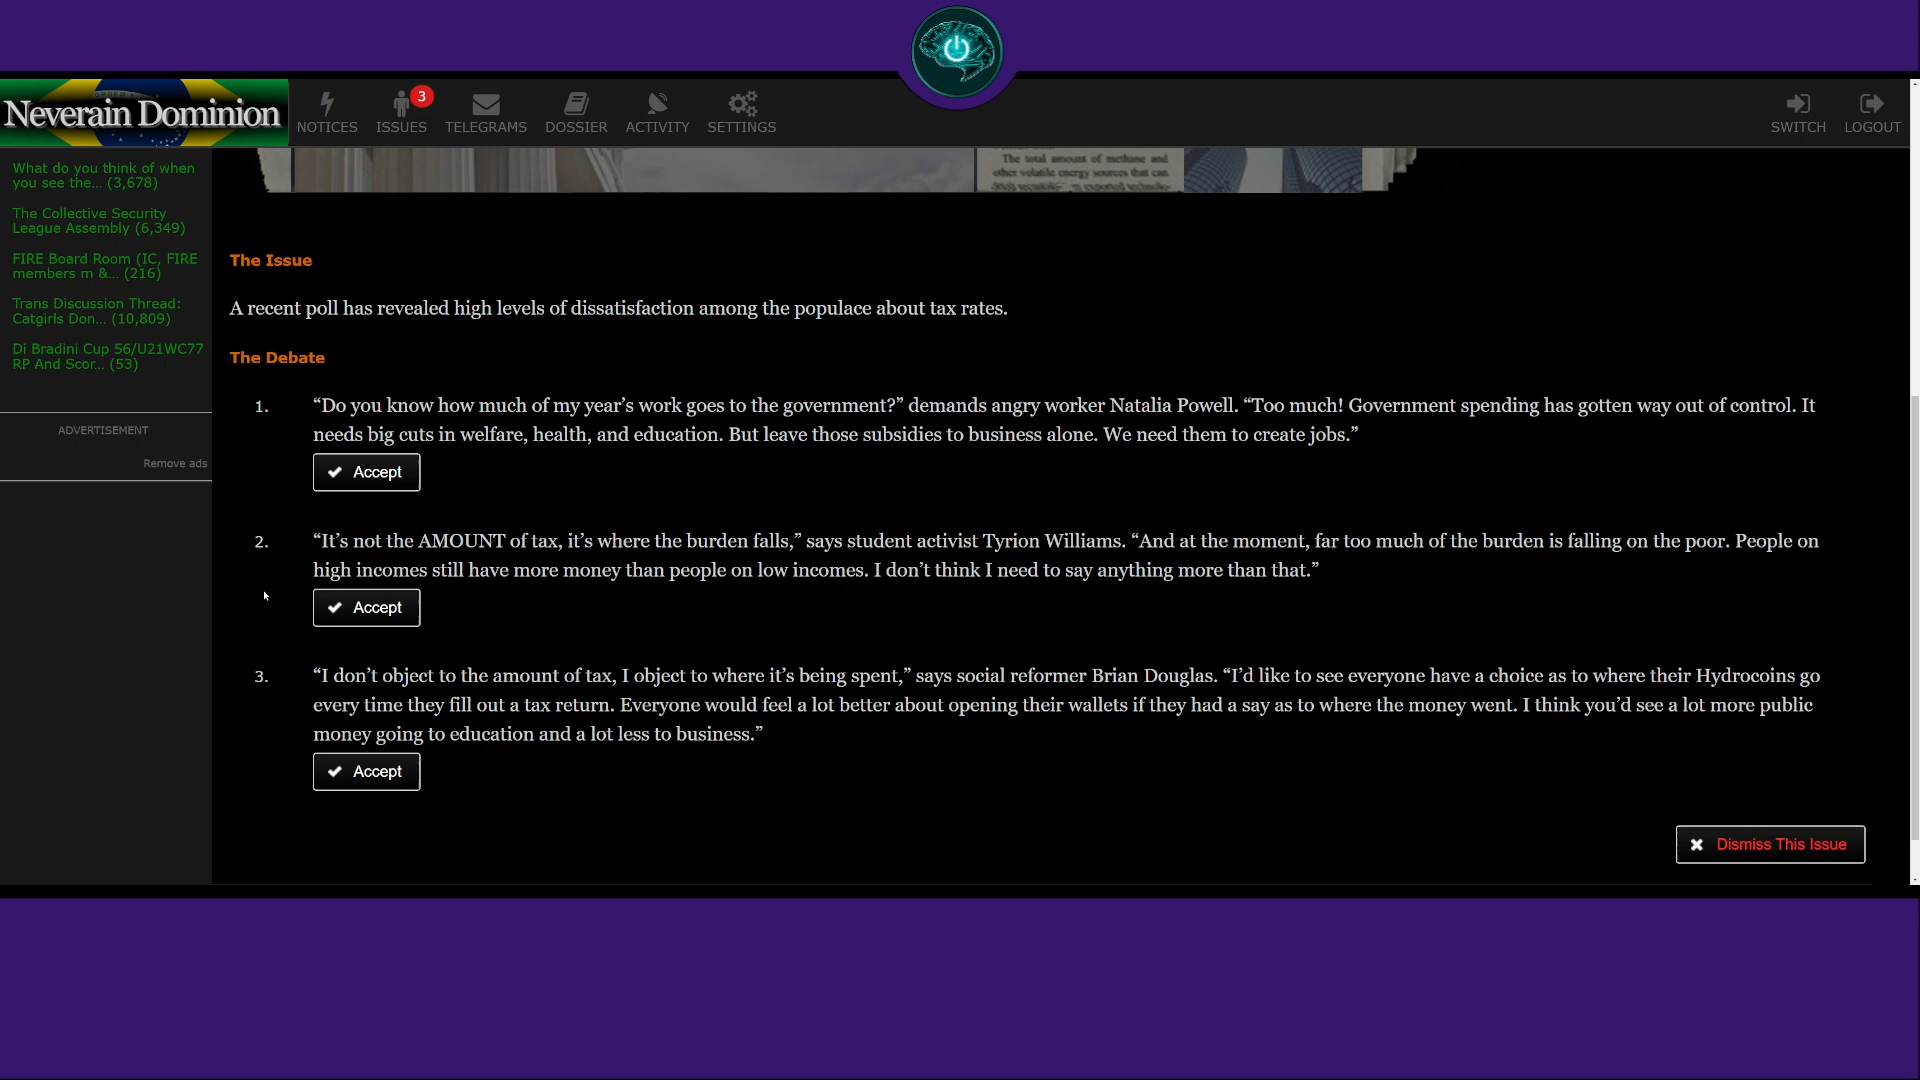 Neverain Dominion
NOTICES
3
ISSUES
TELEGRAMS
DOSSIER
ACTIVITY
SETTINGS
SWITCH
LOGOUT
What do you think of when
you see the... (3,678)
The Collective Security
League Assembly (6,349)
FIRE Board Room (IC, FIRE
members m &... (216)
Trans Discussion Thread:
Catgirls Don... (10,809)
Di Bradini Cup 56/U21WC77
RP And Scor... (53)
ADVERTISEMENT
Remove ads
The total amount of methane and
other volatile energy sources that can
The Issue
A recent poll has revealed high levels of dissatisfaction among the populace about tax rates.
The Debate
1. “Do you know how much of my year’s work goes to the government?” demands angry worker Natalia Powell. “Too much! Government spending has gotten way out of control. It
needs big cuts in welfare, health, and education. But leave those subsidies to business alone. We need them to create jobs.”
Accept
2. “It’s not the AMOUNT of tax, it’s where the burden falls,” says student activist Tyrion Williams. “And at the moment, far too much of the burden is falling on the poor. People on
high incomes still have more money than people on low incomes. I don’t think I need to say anything more than that.”
Accept
3. “I don’t object to the amount of tax, I object to where it’s being spent,” says social reformer Brian Douglas. “I’d like to see everyone have a choice as to where their Hydrocoins go
every time they fill out a tax return. Everyone would feel a lot better about opening their wallets if they had a say as to where the money went. I think you’d see a lot more public
money going to education and a lot less to business.”
Accept
Dismiss This Issue